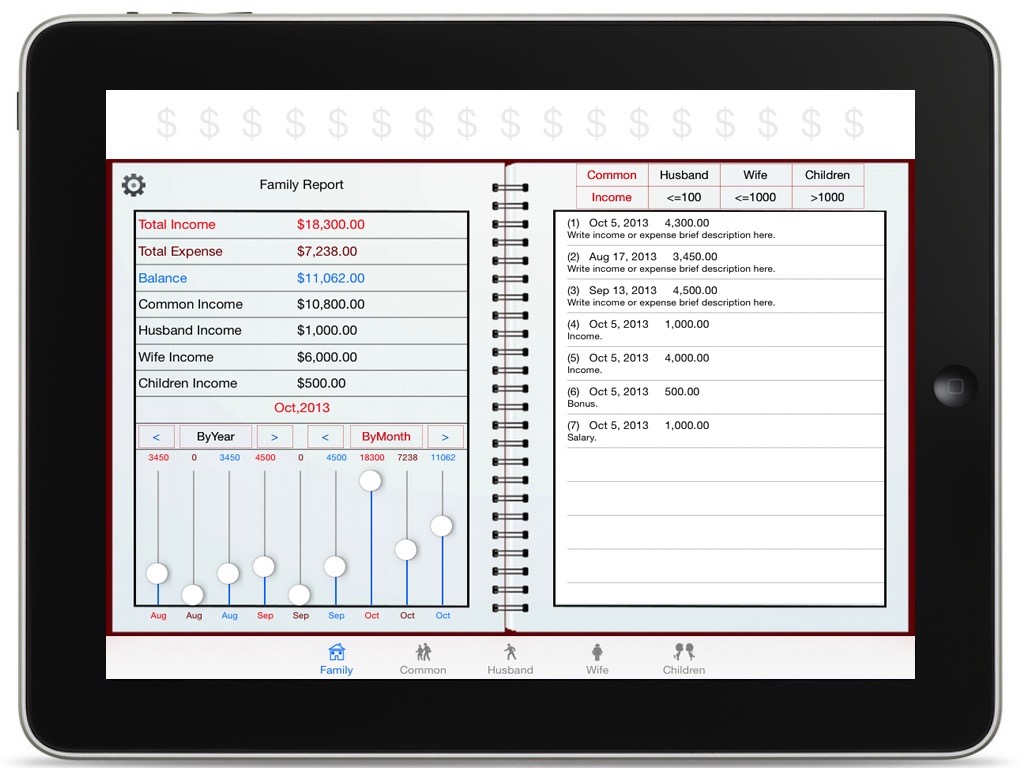 $ $ $ $ $ $ $ $ $ $ $ $ $ $ $ $ $
Family Report
Total Income $18,300.00
Total Expense $7,238.00
Balance $11,062.00
Common Income $10,800.00
Husband Income $1,000.00
Wife Income $6,000.00
Children Income $500.00
Oct,2013
< ByYear > < ByMonth >
3450 0 3450 4500 0 4500 18300 7238 11062
Aug Aug Aug Sep Sep Sep Oct Oct Oct
Common Husband Wife Children
Income <=100 <=1000 >1000
(1) Oct 5, 2013 4,300.00
Write income or expense brief description here.
(2) Aug 17, 2013 3,450.00
Write income or expense brief description here.
(3) Sep 13, 2013 4,500.00
Write income or expense brief description here.
(4) Oct 5, 2013 1,000.00
Income.
(5) Oct 5, 2013 4,000.00
Income.
(6) Oct 5, 2013 500.00
Bonus.
(7) Oct 5, 2013 1,000.00
Salary.
Family Common Husband Wife Children